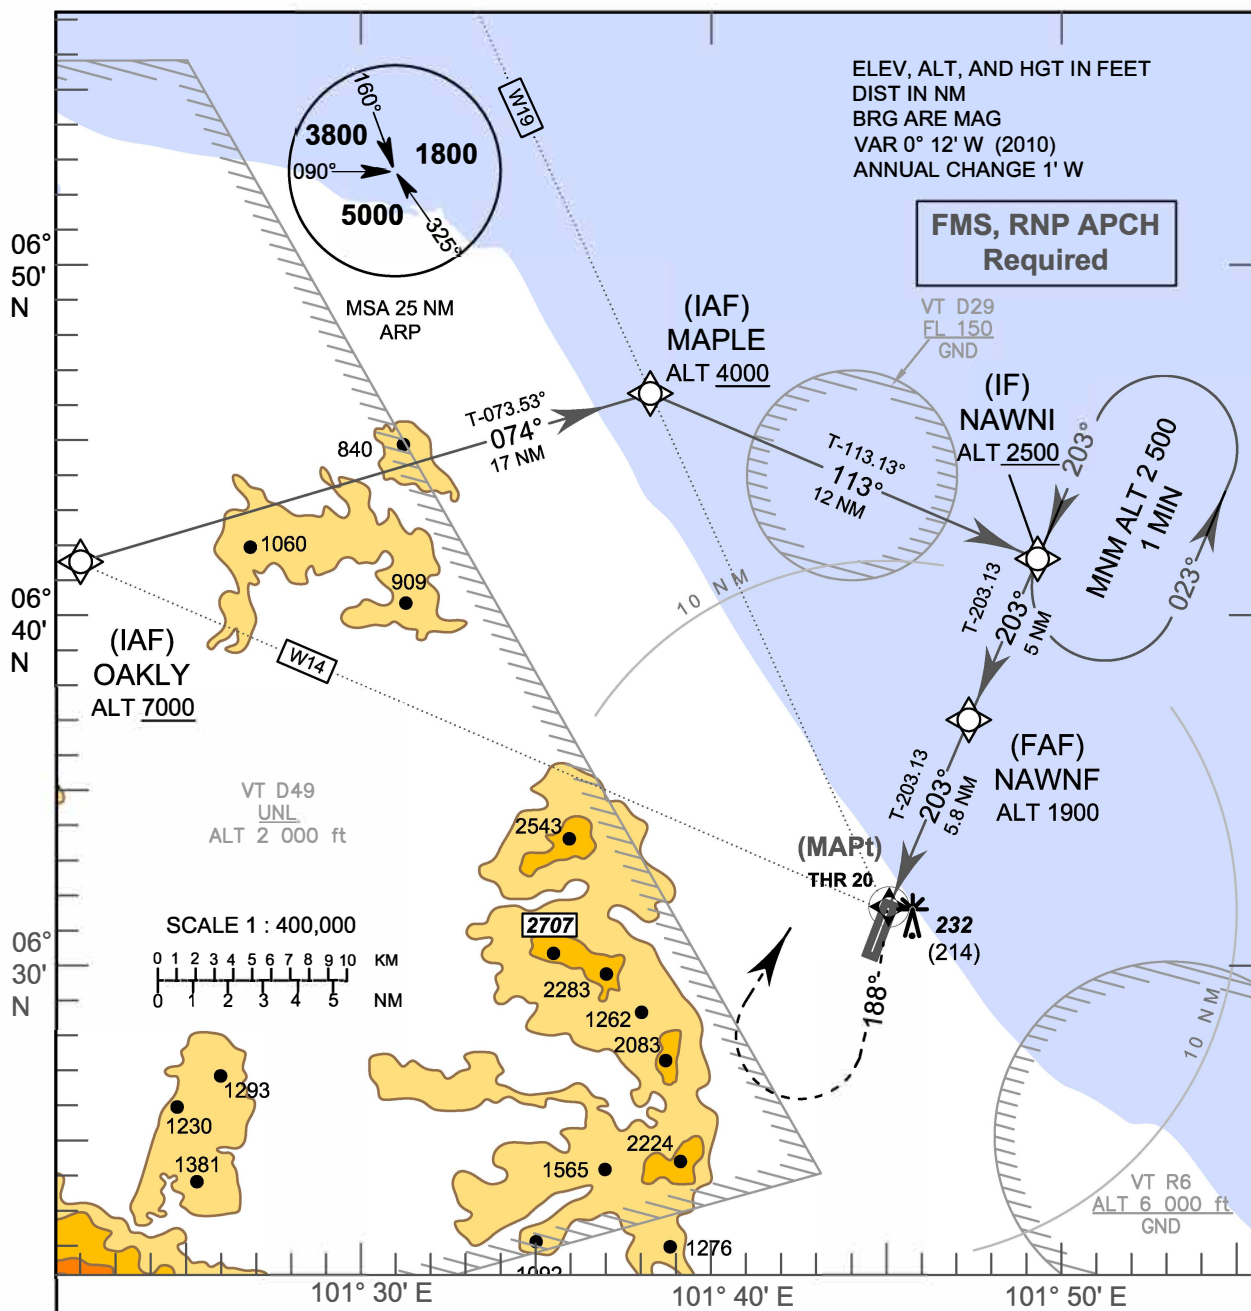 ELEV, ALT, AND HGT IN FEET
DIST IN NM
BRG ARE MAG
VAR 0° 12' W (2010)
ANNUAL CHANGE 1' W
FMS, RNP APCH
Required
160°
3800
1800
090°
5000
325°
MSA 25 NM
ARP
W19
06°
50'
N
(IAF)
MAPLE
ALT 4000
VT D29
FL 150
GND
(IF)
NAWNI
ALT 2500
T-073.53°
074°
17 NM
T-113.13°
113°
12 NM
203°
MNM ALT 2 500
1 MIN
023°
840
1060
909
10 NM
06°
40'
N
(IAF)
OAKLY
ALT 7000
W14
T-203.13
203°
5 NM
(FAF)
NAWNF
ALT 1900
T-203.13
203°
5.8 NM
VT D49
UNL
ALT 2 000 ft
2543
(MAPt)
THR 20
232
(214)
SCALE 1 : 400,000
0 1 2 3 4 5 6 7 8 9 10 KM
0 1 2 3 4 5 NM
06°
30'
N
2707
2283
1262
2083
188°
10 NM
1293
1230
1381
1565
2224
1276
VT R6
ALT 6 000 ft
GND
101° 30' E
101° 40' E
101° 50' E